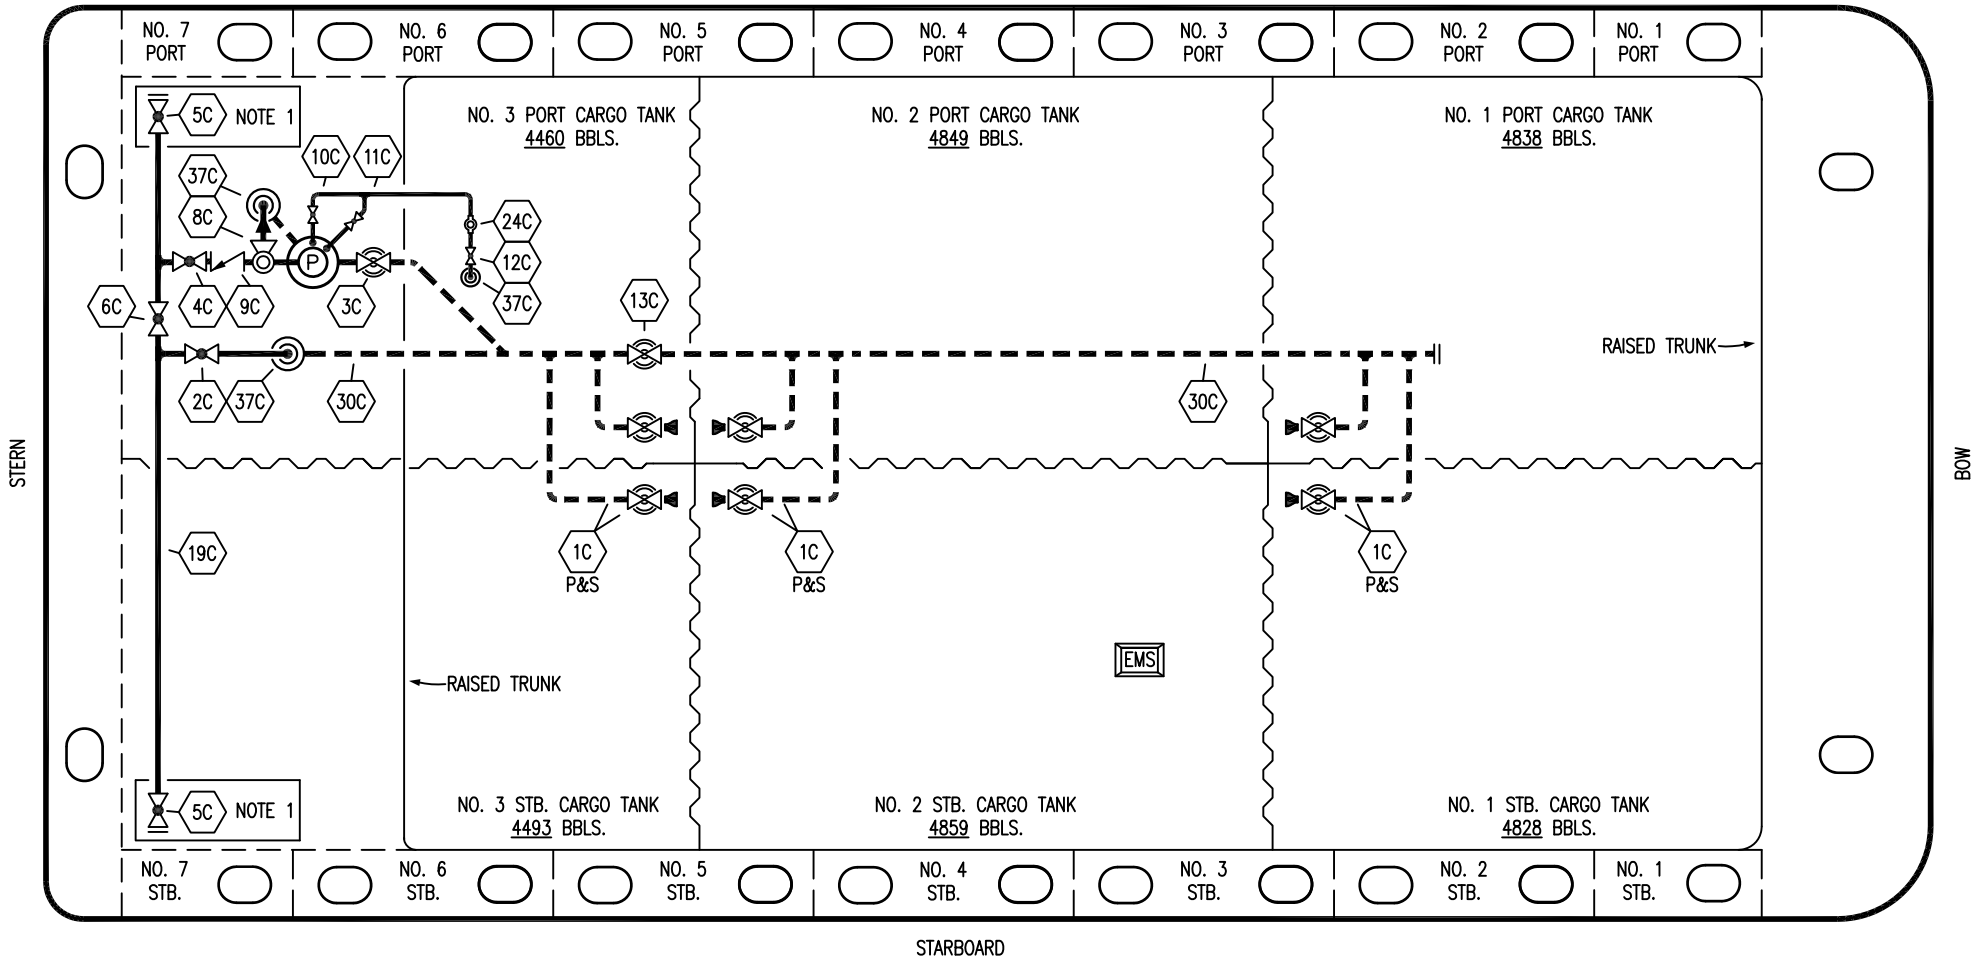 NO. 7
PORT
NO. 6
PORT
NO. 5
PORT
NO. 4
PORT
NO. 3
PORT
NO. 2
PORT
NO. 1
PORT
5C
NOTE 1
NO. 3 PORT CARGO TANK
4460 BBLS.
NO. 2 PORT CARGO TANK
4849 BBLS.
NO. 1 PORT CARGO TANK
4838 BBLS.
10C
11C
37C
8C
24C
P
12C
37C
6C
4C
9C
3C
13C
RAISED TRUNK
2C
37C
30C
30C
STERN
BOW
19C
1C
P&S
1C
P&S
1C
P&S
EMS
RAISED TRUNK
5C
NOTE 1
NO. 3 STB. CARGO TANK
4493 BBLS.
NO. 2 STB. CARGO TANK
4859 BBLS.
NO. 1 STB. CARGO TANK
4828 BBLS.
NO. 7
STB.
NO. 6
STB.
NO. 5
STB.
NO. 4
STB.
NO. 3
STB.
NO. 2
STB.
NO. 1
STB.
STARBOARD